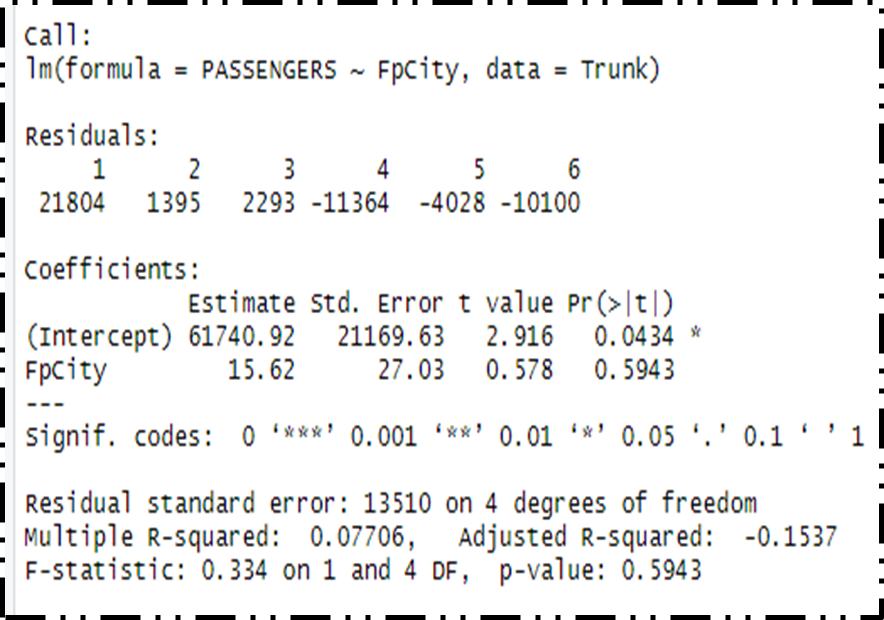 Call:
lm(formula = PASSENGERS ~ FpCity, data = Trunk)
Residuals:
1 2 3 4 5 6
21804 1395 2293 -11364 -4028 -10100
Coefficients:
Estimate Std. Error t value Pr(>|t|)
(Intercept) 61740.92 21169.63 2.916 0.0434 *
FpCity 15.62 27.03 0.578 0.5943
---
Signif. codes: 0 ‘***’ 0.001 ‘**’ 0.01 ‘*’ 0.05 ‘.’ 0.1 ‘ ’ 1
Residual standard error: 13510 on 4 degrees of freedom
Multiple R-squared: 0.07706, Adjusted R-squared: -0.1537
F-statistic: 0.334 on 1 and 4 DF, p-value: 0.5943